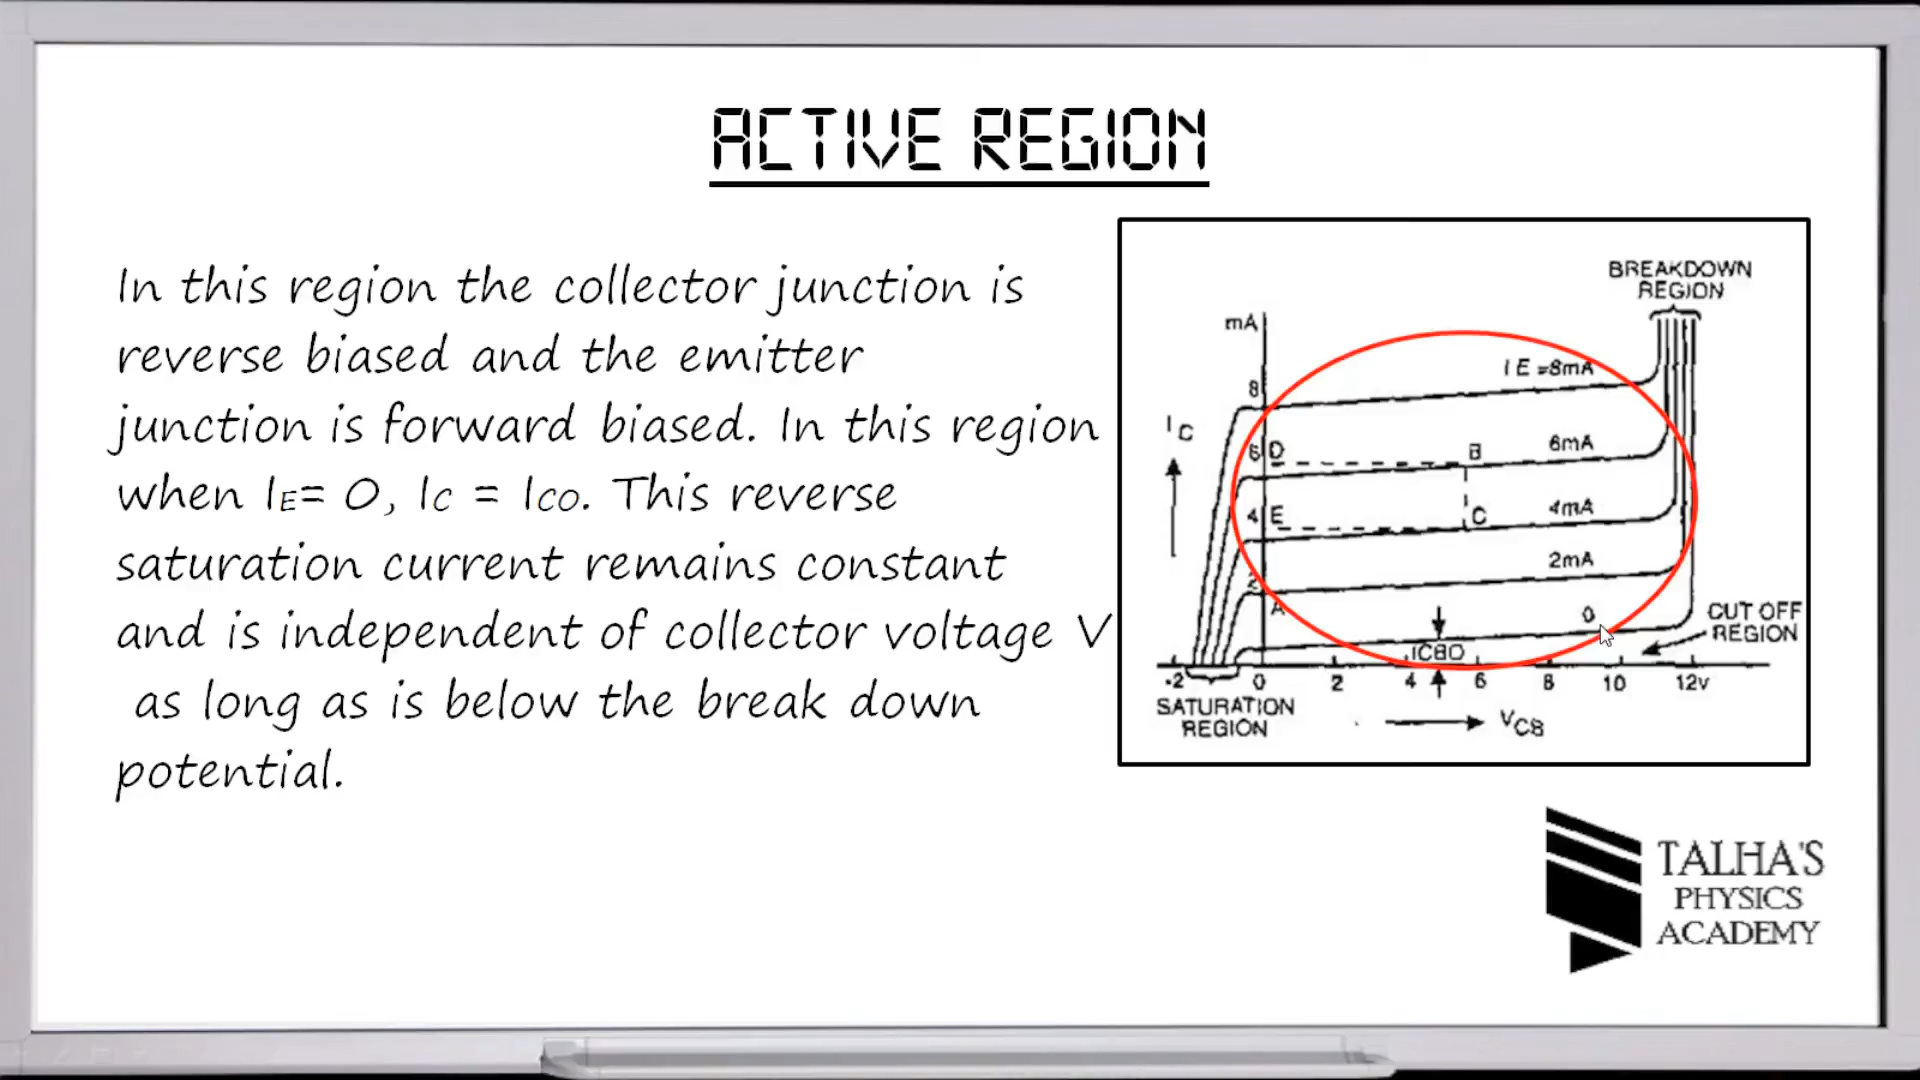 ACTIVE REGION
In this region the collector junction is
reverse biased and the emitter
junction is forward biased. In this region
when IE= 0, IC = ICO. This reverse
saturation current remains constant
and is independent of collector voltage V
as long as is below the break down
potential.
BREAKDOWN
REGION
mA
I E =8mA
8
I C
6 D B 6mA
4 E C 4mA
2 2mA
A
0
CUT OFF
REGION
ICBO
-2 0 2 4 6 8 10 12V
SATURATION
REGION
VCB
TALHA'S
PHYSICS
ACADEMY